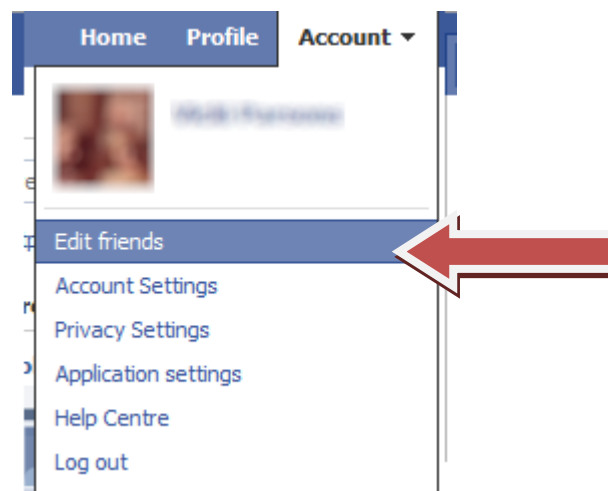 Home Profile Account
Edit friends
Account Settings
Privacy Settings
Application settings
Help Centre
Log out